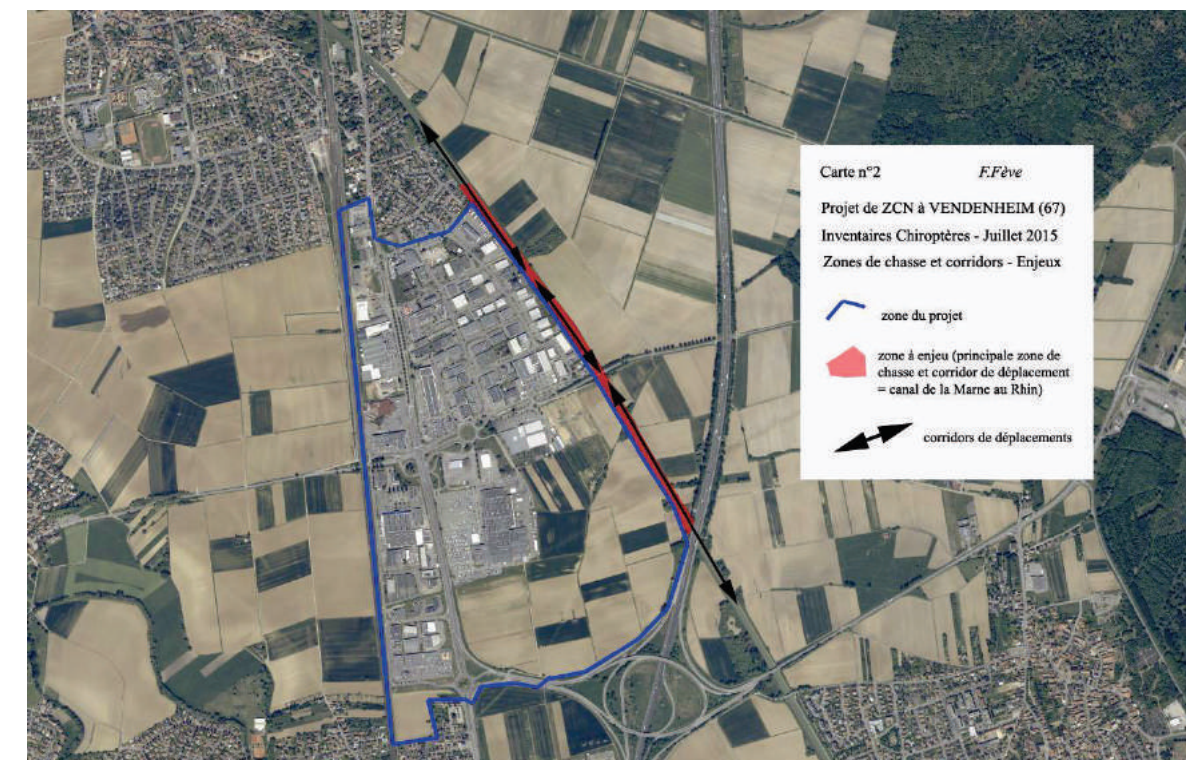 Carte n°2 F.Fève
Projet de ZCN à VENDENHEIM (67)
Inventaires Chiroptères - Juillet 2015
Zones de chasse et corridors - Enjeux
zone du projet
zone à enjeu (principale zone de
chasse et corridor de déplacement
= canal de la Marne au Rhin)
corridors de déplacements